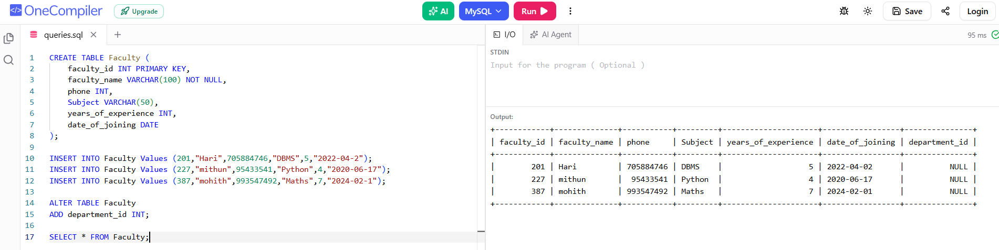 OneCompiler Upgrade AI MySQL Run Save Login
queries.sql I/O AI Agent 95 ms
1 CREATE TABLE Faculty (
2 faculty_id INT PRIMARY KEY,
3 faculty_name VARCHAR(100) NOT NULL,
4 phone INT,
5 Subject VARCHAR(50),
6 years_of_experience INT,
7 date_of_joining DATE
8 );
9
10 INSERT INTO Faculty Values (201,"Hari",705884746,"DBMS",5,"2022-04-2");
11 INSERT INTO Faculty Values (227,"mithun",95433541,"Python",4,"2020-06-17");
12 INSERT INTO Faculty Values (387,"mohith",993547492,"Maths",7,"2024-02-1");
13
14 ALTER TABLE Faculty
15 ADD department_id INT;
16
17 SELECT * FROM Faculty;
STDIN
Input for the program ( Optional )
Output:
+------------+--------------+-----------+---------+---------------------+-----------------+---------------+
| faculty_id | faculty_name | phone     | Subject | years_of_experience | date_of_joining | department_id |
+------------+--------------+-----------+---------+---------------------+-----------------+---------------+
|        201 | Hari         | 705884746 | DBMS    |                   5 | 2022-04-02      |          NULL |
|        227 | mithun       |  95433541 | Python  |                   4 | 2020-06-17      |          NULL |
|        387 | mohith       | 993547492 | Maths   |                   7 | 2024-02-01      |          NULL |
+------------+--------------+-----------+---------+---------------------+-----------------+---------------+